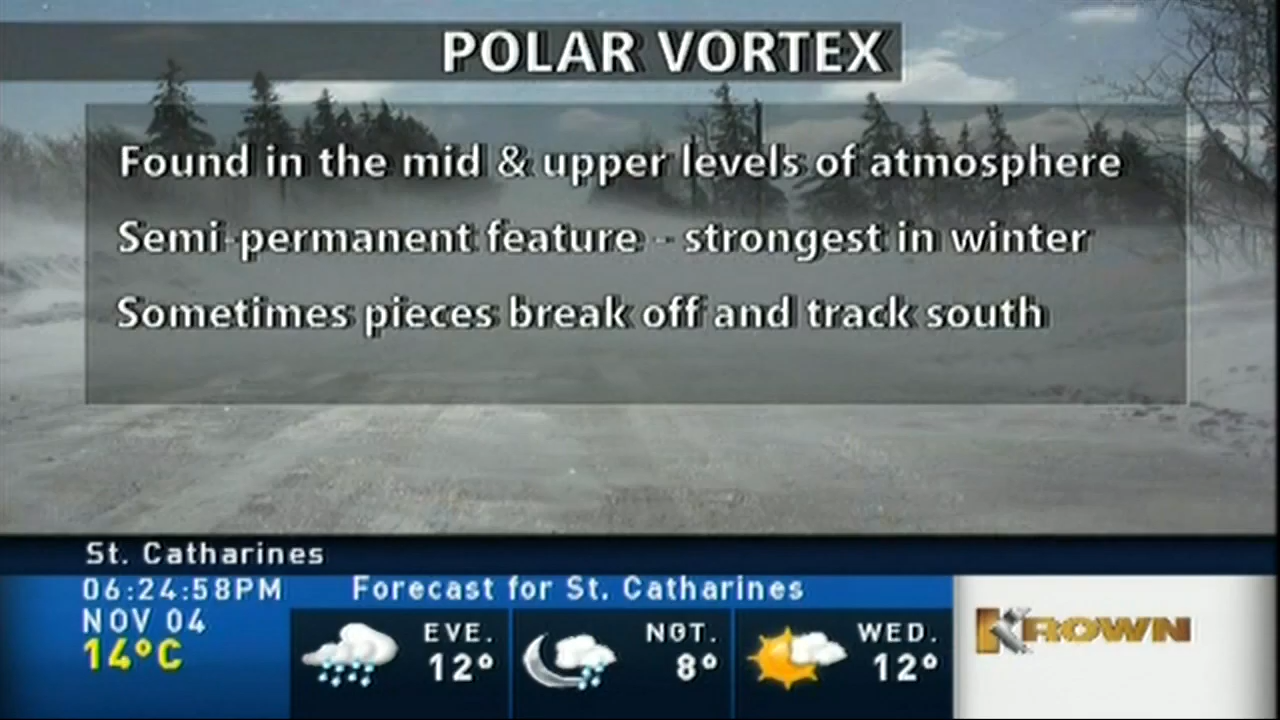 POLAR VORTEX
Found in the mid & upper levels of atmosphere
Semi-permanent feature - strongest in winter
Sometimes pieces break off and track south
St. Catharines
06:24:58PM
Forecast for St. Catharines
NOV 04
14°C
EVE.
12°
NGT.
8°
WED.
12°
KROWN